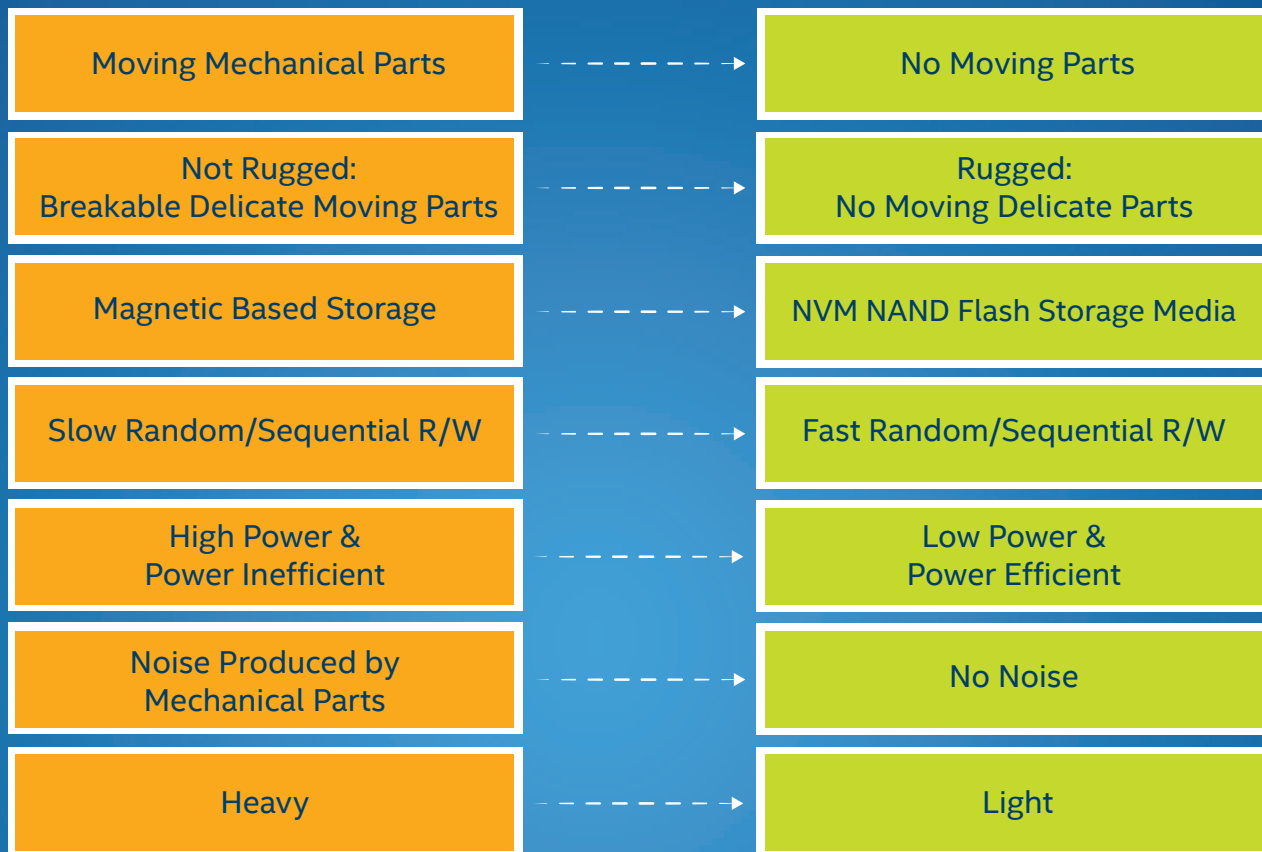 Moving Mechanical Parts
No Moving Parts
Not Rugged:
Breakable Delicate Moving Parts
Rugged:
No Moving Delicate Parts
Magnetic Based Storage
NVM NAND Flash Storage Media
Slow Random/Sequential R/W
Fast Random/Sequential R/W
High Power &
Power Inefficient
Low Power &
Power Efficient
Noise Produced by
Mechanical Parts
No Noise
Heavy
Light